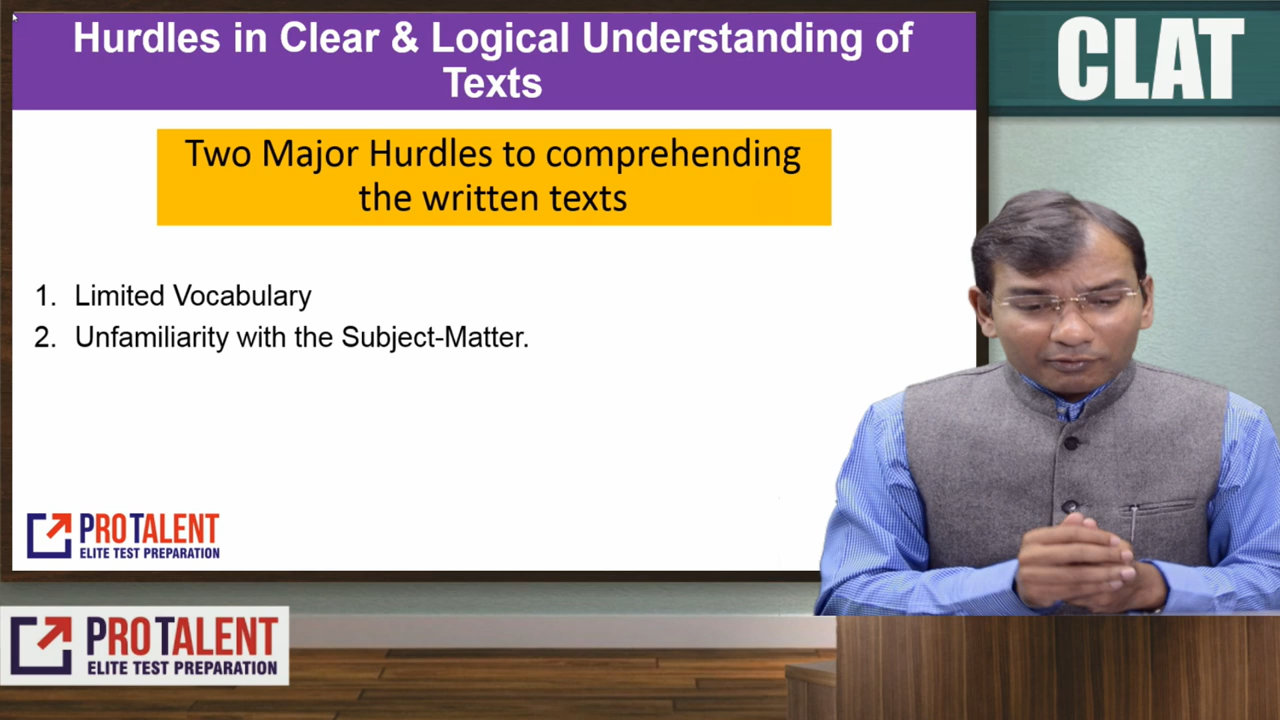 Hurdles in Clear & Logical Understanding of
Texts
CLAT
Two Major Hurdles to comprehending
the written texts
1. Limited Vocabulary
2. Unfamiliarity with the Subject-Matter.
PROTALENT
ELITE TEST PREPARATION
PROTALENT
ELITE TEST PREPARATION